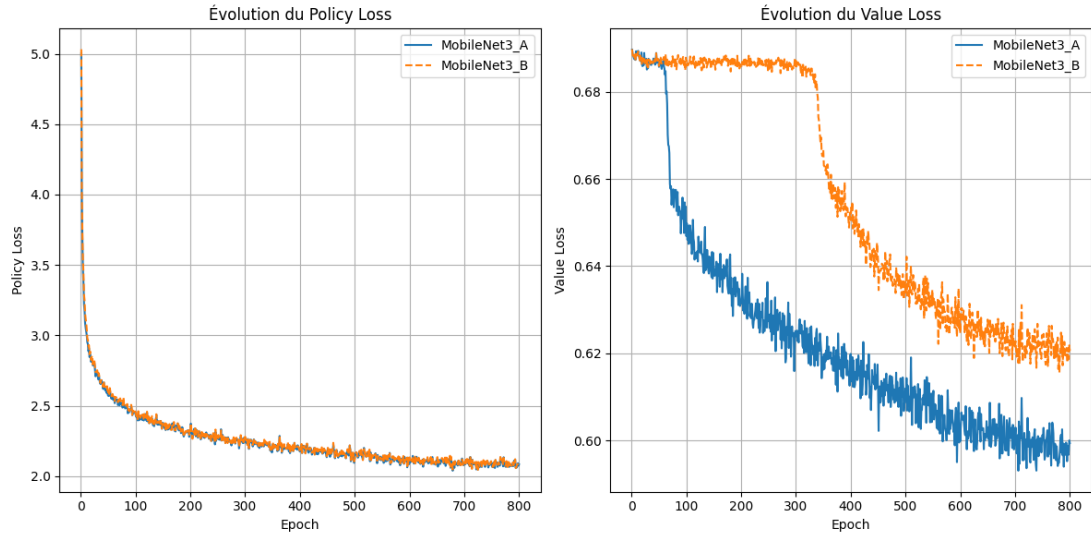 Évolution du Policy Loss
MobileNet3_A
MobileNet3_B
5.0
4.5
4.0
3.5
3.0
2.5
2.0
Policy Loss
0 100 200 300 400 500 600 700 800
Epoch
Évolution du Value Loss
MobileNet3_A
MobileNet3_B
0.68
0.66
0.64
0.62
0.60
Value Loss
0 100 200 300 400 500 600 700 800
Epoch